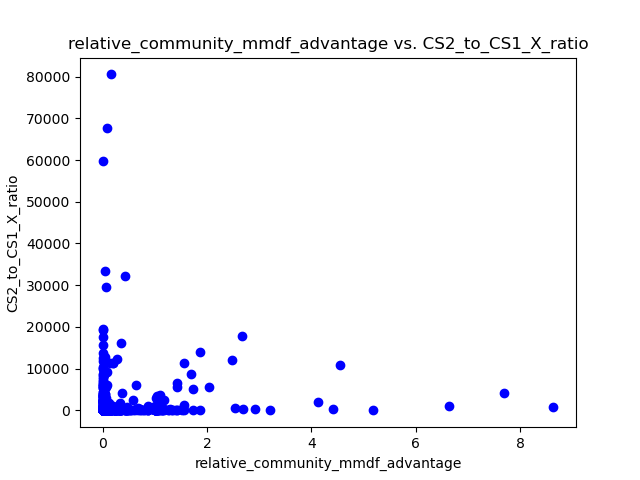 relative_community_mmdf_advantage vs. CS2_to_CS1_X_ratio
CS2_to_CS1_X_ratio
80000
70000
60000
50000
40000
30000
20000
10000
0
0 2 4 6 8
relative_community_mmdf_advantage